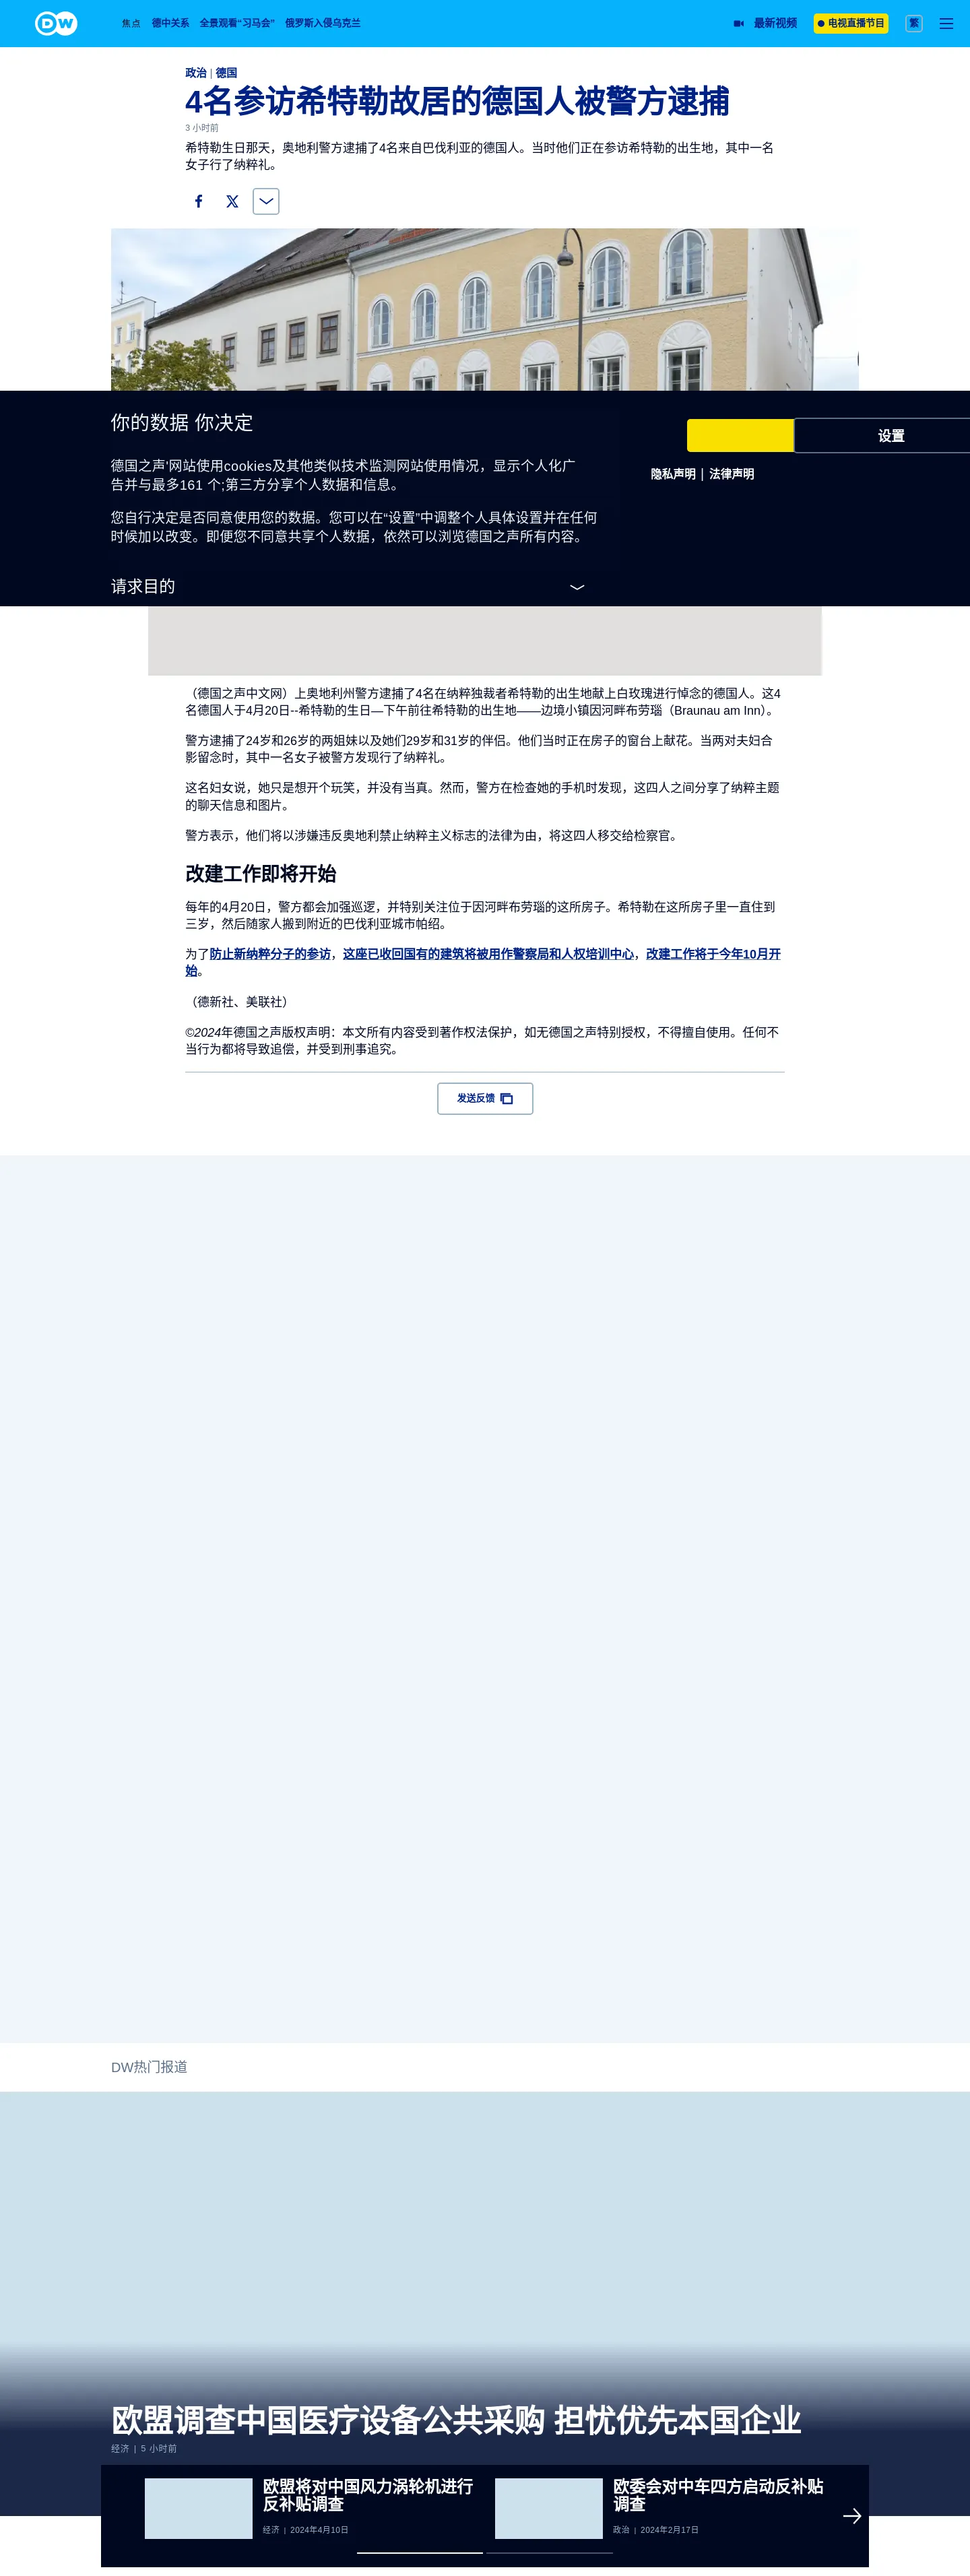 DW
焦点 德中关系 全景观看“习马会” 俄罗斯入侵乌克兰
最新视频 电视直播节目 繁
政治 | 德国
4名参访希特勒故居的德国人被警方逮捕
3 小时前
希特勒生日那天，奥地利警方逮捕了4名来自巴伐利亚的德国人。当时他们正在参访希特勒的出生地，其中一名
女子行了纳粹礼。
你的数据 你决定
设置
德国之声'网站使用cookies及其他类似技术监测网站使用情况，显示个人化广
告并与最多161 个;第三方分享个人数据和信息。
隐私声明 | 法律声明
您自行决定是否同意使用您的数据。您可以在“设置”中调整个人具体设置并在任何
时候加以改变。即便您不同意共享个人数据，依然可以浏览德国之声所有内容。
请求目的
（德国之声中文网）上奥地利州警方逮捕了4名在纳粹独裁者希特勒的出生地献上白玫瑰进行悼念的德国人。这4
名德国人于4月20日--希特勒的生日—下午前往希特勒的出生地——边境小镇因河畔布劳瑙（Braunau am Inn）。
警方逮捕了24岁和26岁的两姐妹以及她们29岁和31岁的伴侣。他们当时正在房子的窗台上献花。当两对夫妇合
影留念时，其中一名女子被警方发现行了纳粹礼。
这名妇女说，她只是想开个玩笑，并没有当真。然而，警方在检查她的手机时发现，这四人之间分享了纳粹主题
的聊天信息和图片。
警方表示，他们将以涉嫌违反奥地利禁止纳粹主义标志的法律为由，将这四人移交给检察官。
改建工作即将开始
每年的4月20日，警方都会加强巡逻，并特别关注位于因河畔布劳瑙的这所房子。希特勒在这所房子里一直住到
三岁，然后随家人搬到附近的巴伐利亚城市帕绍。
为了防止新纳粹分子的参访，这座已收回国有的建筑将被用作警察局和人权培训中心，改建工作将于今年10月开
始。
（德新社、美联社）
©2024年德国之声版权声明：本文所有内容受到著作权法保护，如无德国之声特别授权，不得擅自使用。任何不
当行为都将导致追偿，并受到刑事追究。
发送反馈
DW热门报道
欧盟调查中国医疗设备公共采购 担忧优先本国企业
经济 | 5 小时前
欧盟将对中国风力涡轮机进行
反补贴调查
经济 | 2024年4月10日
欧委会对中车四方启动反补贴
调查
政治 | 2024年2月17日